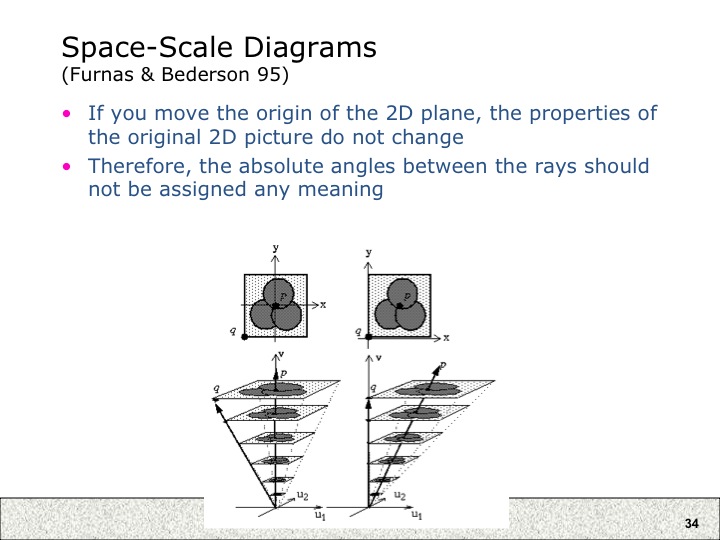 Space-Scale Diagrams
(Furnas & Bederson 95)
• If you move the origin of the 2D plane, the properties of
the original 2D picture do not change
• Therefore, the absolute angles between the rays should
not be assigned any meaning
y y
p p
x
q q
x
v v
p p
q q
u2 u2
u1 u1
34